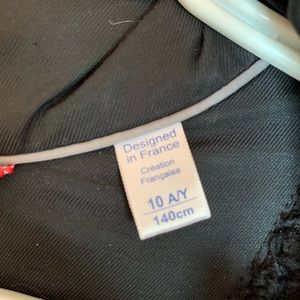 Designed
in France
Création
Française
10 A/Y
140cm